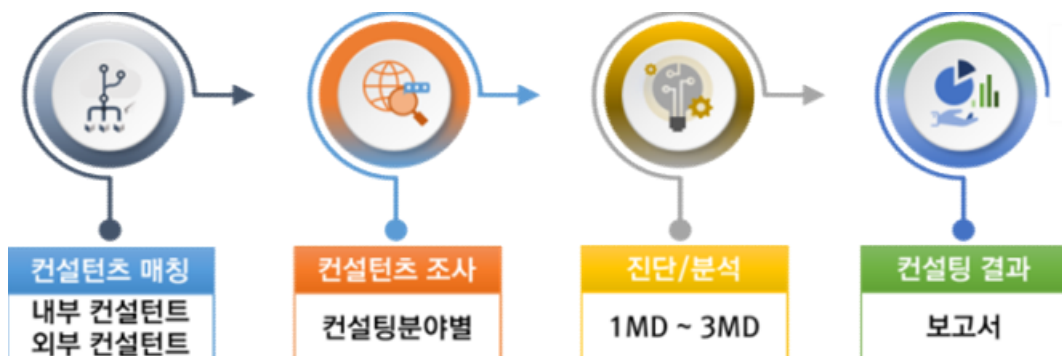 컨설턴츠 매칭
내부 컨설턴트
외부 컨설턴트
컨설턴츠 조사
컨설팅분야별
진단/분석
1MD ~ 3MD
컨설팅 결과
보고서